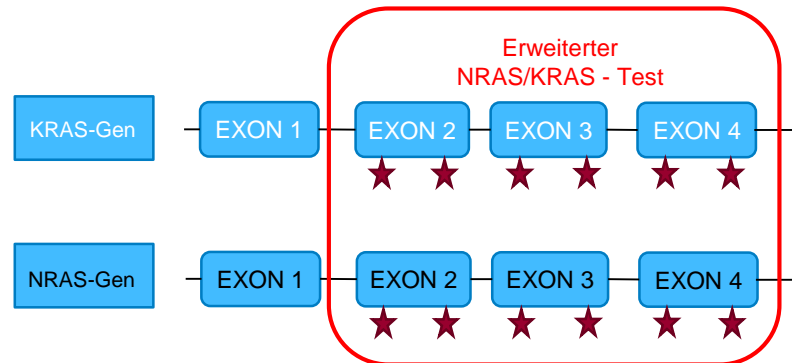 Erweiterter
NRAS/KRAS - Test
KRAS-Gen EXON 1 EXON 2 EXON 3 EXON 4
NRAS-Gen EXON 1 EXON 2 EXON 3 EXON 4